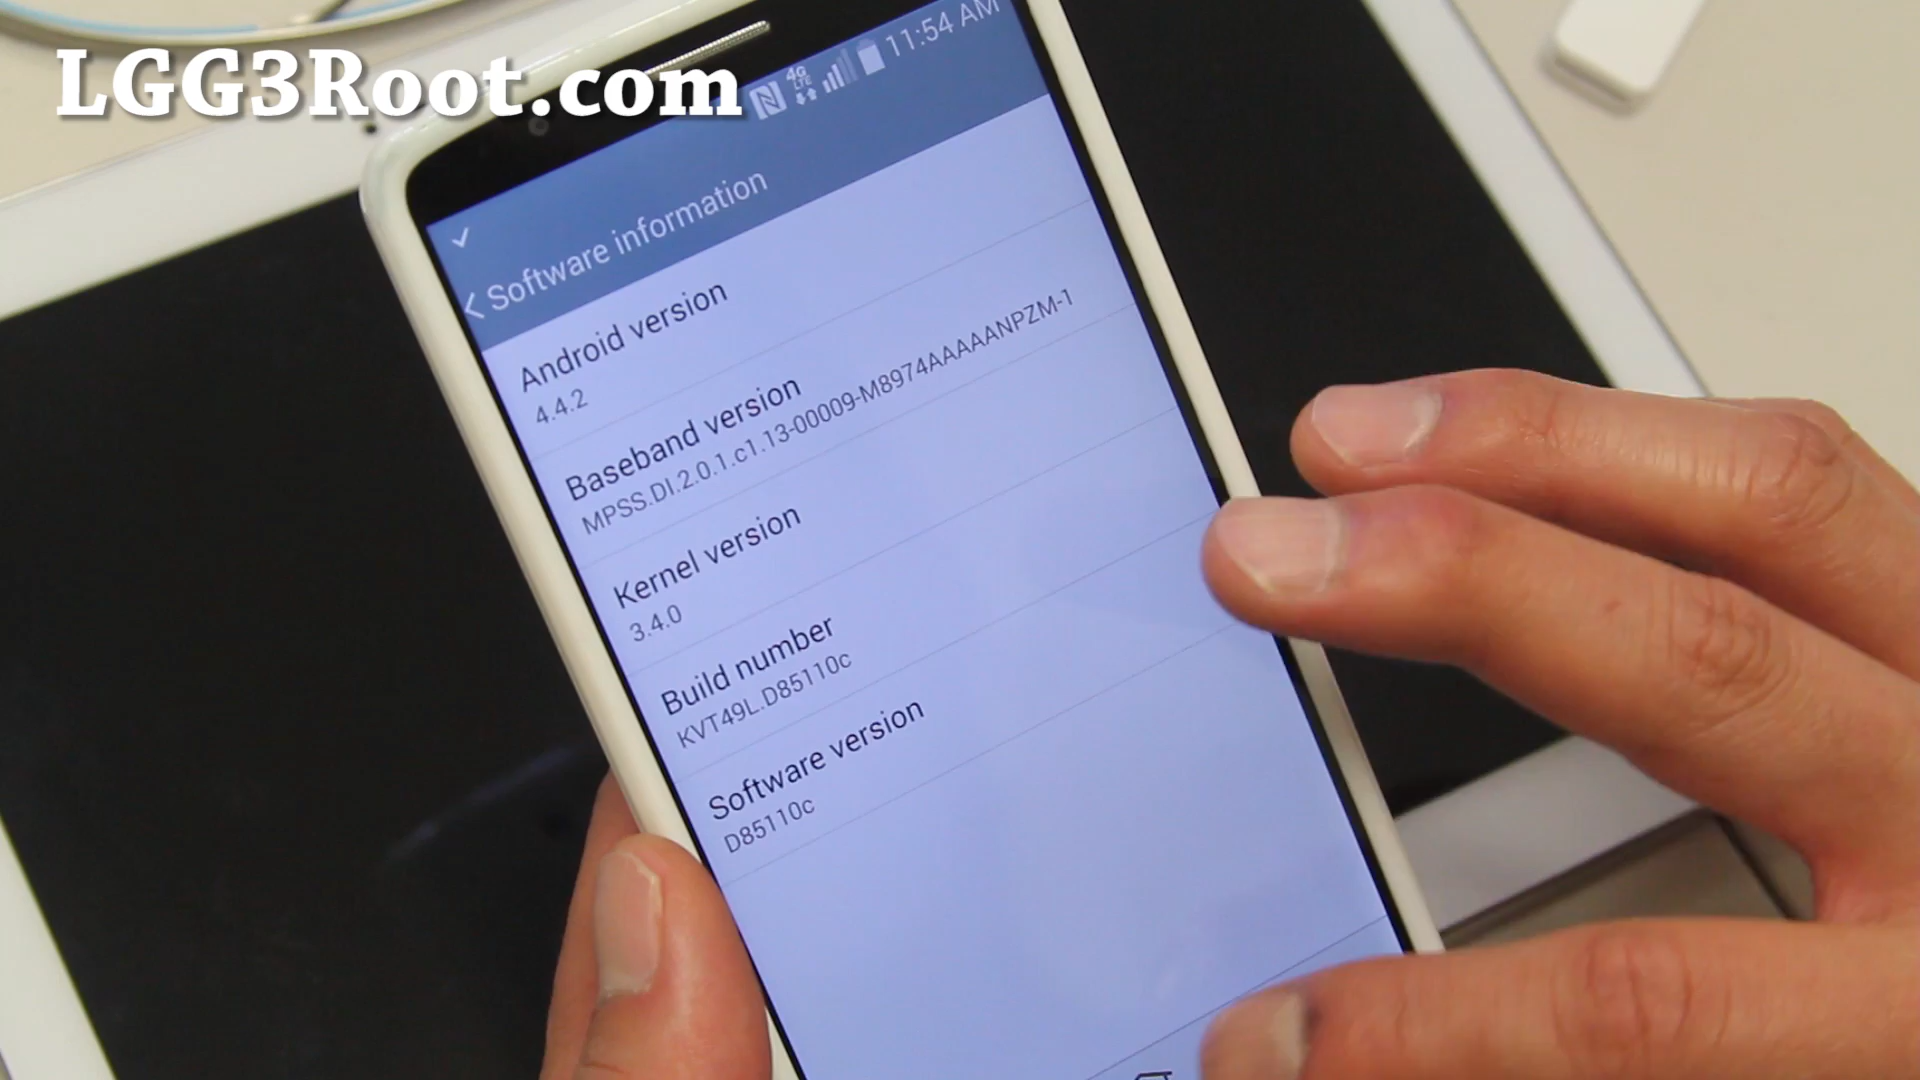 LGG3Root.com
4G
LTE
11:54 AM
Software information
Android version
4.4.2
Baseband version
MPSS.DI.2.0.1.c1.13-00009-M8974AAAAANPZM-1
Kernel version
3.4.0
Build number
KVT49L.D85110c
Software version
D85110c